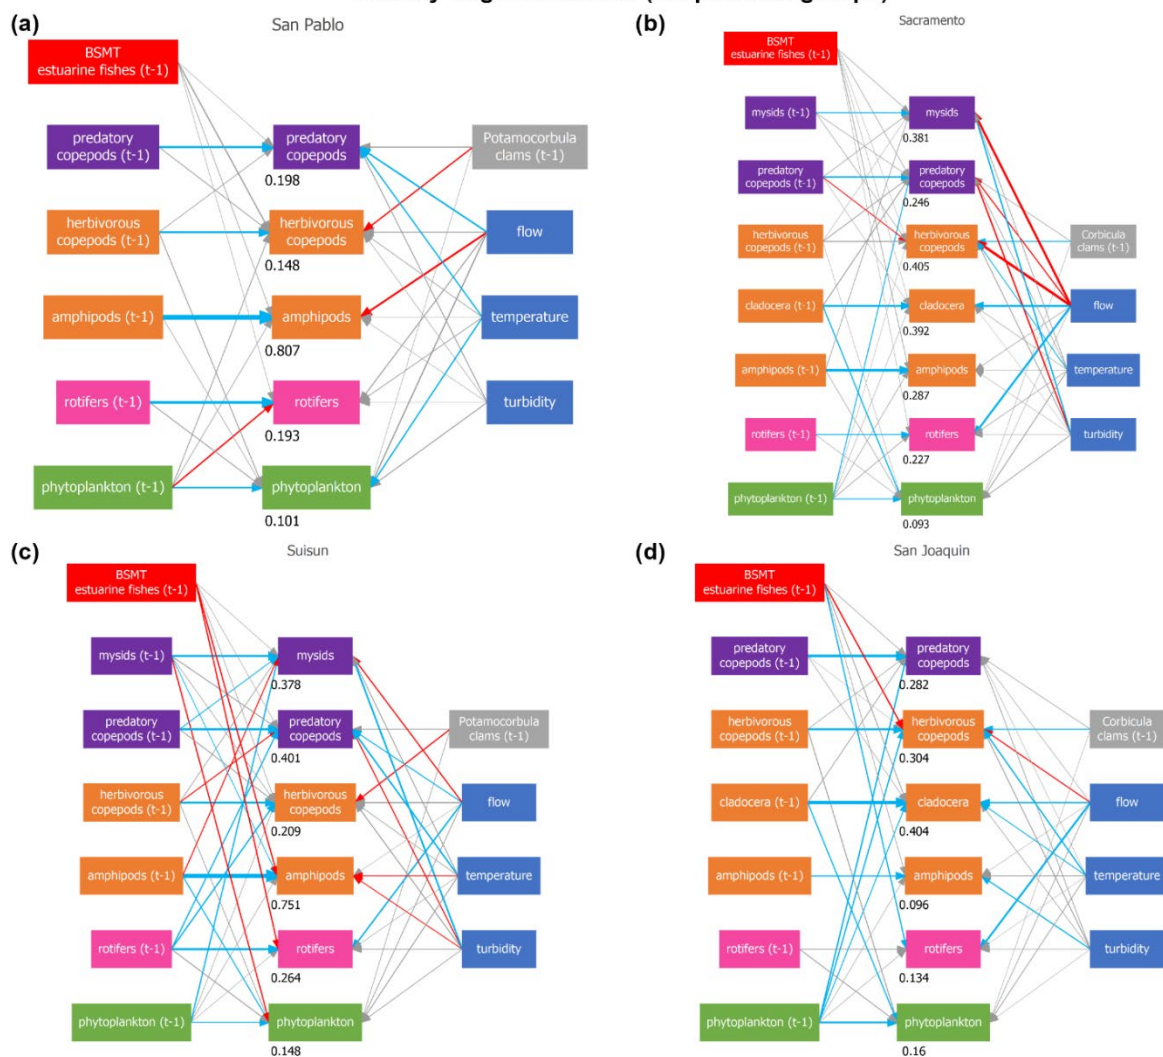 (a)
San Pablo
BSMT
estuarine fishes (t-1)
predatory
copepods (t-1)
predatory
copepods
0.198
Potamocorbula
clams (t-1)
herbivorous
copepods (t-1)
herbivorous
copepods
0.148
flow
amphipods (t-1)
amphipods
0.807
temperature
rotifers (t-1)
rotifers
0.193
turbidity
phytoplankton (t-1)
phytoplankton
0.101
(b)
Sacramento
BSMT
estuarine fishes (t-1)
mysids (t-1)
mysids
0.381
predatory
copepods (t-1)
predatory
copepods
0.246
herbivorous
copepods (t-1)
herbivorous
copepods
0.405
Corbicula
clams (t-1)
cladocera (t-1)
cladocera
0.392
flow
amphipods (t-1)
amphipods
0.287
temperature
rotifers (t-1)
rotifers
0.227
turbidity
phytoplankton (t-1)
phytoplankton
0.093
(c)
Suisun
BSMT
estuarine fishes (t-1)
mysids (t-1)
mysids
0.378
predatory
copepods (t-1)
predatory
copepods
0.401
Potamocorbula
clams (t-1)
herbivorous
copepods (t-1)
herbivorous
copepods
0.209
flow
amphipods (t-1)
amphipods
0.751
temperature
rotifers (t-1)
rotifers
0.264
turbidity
phytoplankton (t-1)
phytoplankton
0.148
(d)
San Joaquin
BSMT
estuarine fishes (t-1)
predatory
copepods (t-1)
predatory
copepods
0.282
herbivorous
copepods (t-1)
herbivorous
copepods
0.304
Corbicula
clams (t-1)
cladocera (t-1)
cladocera
0.404
flow
amphipods (t-1)
amphipods
0.096
temperature
rotifers (t-1)
rotifers
0.134
turbidity
phytoplankton (t-1)
phytoplankton
0.16